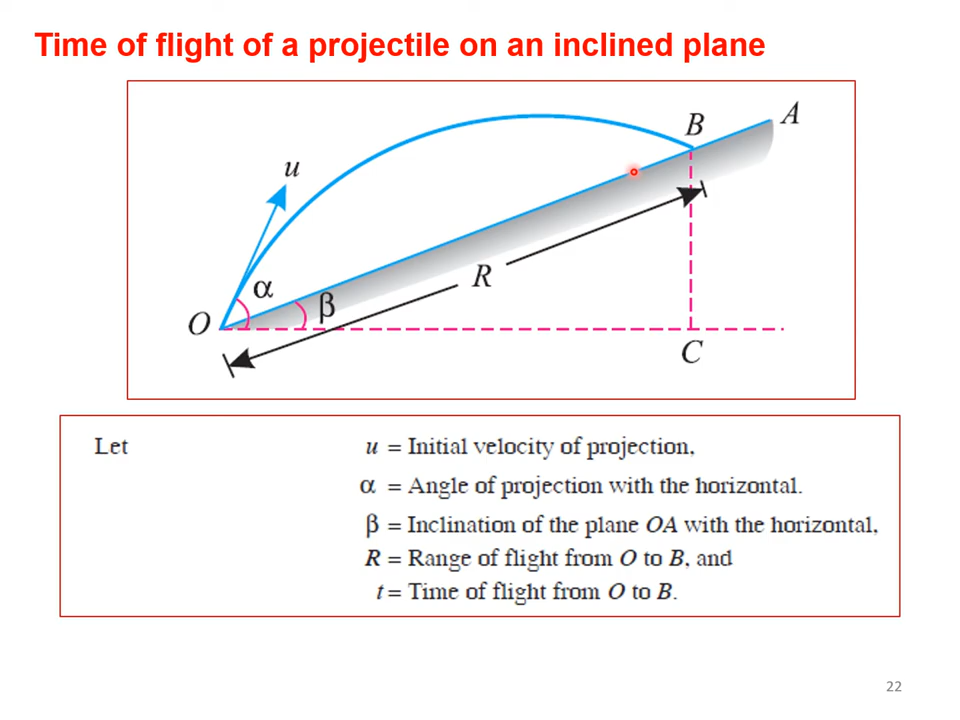 Time of flight of a projectile on an inclined plane
A
B
u
α
β
R
O
C
Let u = Initial velocity of projection,
α = Angle of projection with the horizontal.
β = Inclination of the plane OA with the horizontal,
R = Range of flight from O to B, and
t = Time of flight from O to B.
22